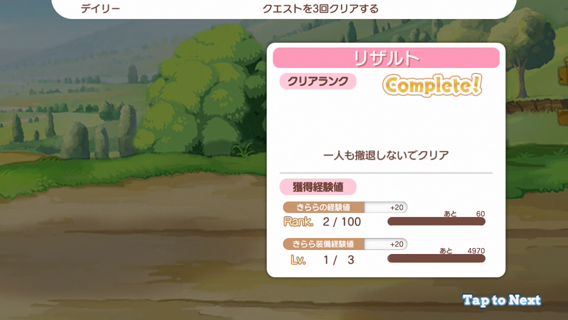 デイリー クエストを3回クリアする
リザルト
クリアランク Complete!
一人も撤退しないでクリア
獲得経験値
きららの経験値 +20
Rank. 2 / 100 あと 60
きらら装備経験値 +20
Lv. 1 / 3 あと 4970
Tap to Next